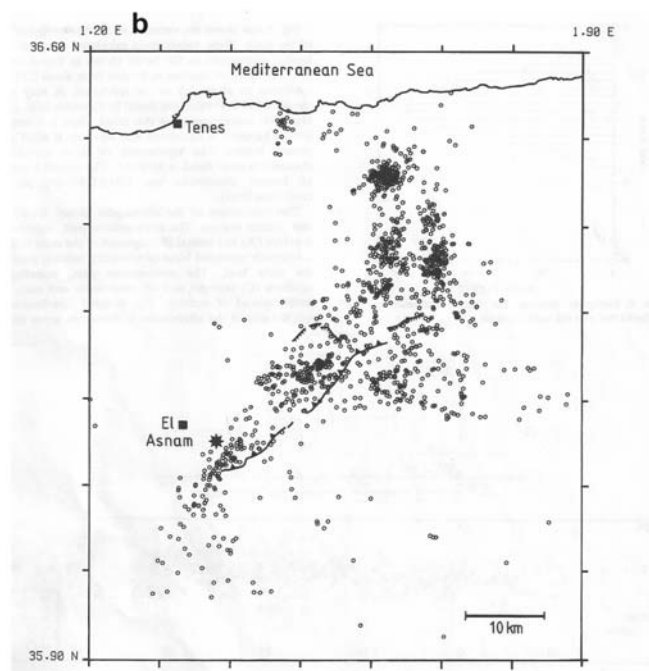 b
1.20 E
1.90 E
36.60 N
Mediterranean Sea
Tenes
El
Asnam
10 km
35.90 N